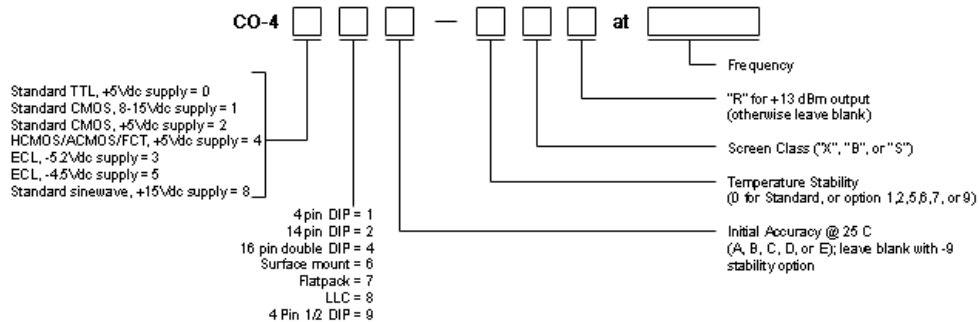 CO-4 — at
Frequency
"R" for +13 dBm output
(otherwise leave blank)
Screen Class ("X", "B", or "S")
Temperature Stability
(0 for Standard, or option 1,2,5,6,7, or 9)
Initial Accuracy @ 25 C
(A, B, C, D, or E); leave blank with -9
stability option
Standard TTL, +5Vdc supply = 0
Standard CMOS, 8-15Vdc supply = 1
Standard CMOS, +5Vdc supply = 2
HCMOS/ACMOS/FCT, +5Vdc supply = 4
ECL, -5.2Vdc supply = 3
ECL, -4.5Vdc supply = 5
Standard sinewave, +15Vdc supply = 8
4 pin DIP = 1
14 pin DIP = 2
16 pin double DIP = 4
Surface mount = 6
Flatpack = 7
LLC = 8
4 Pin 1/2 DIP = 9